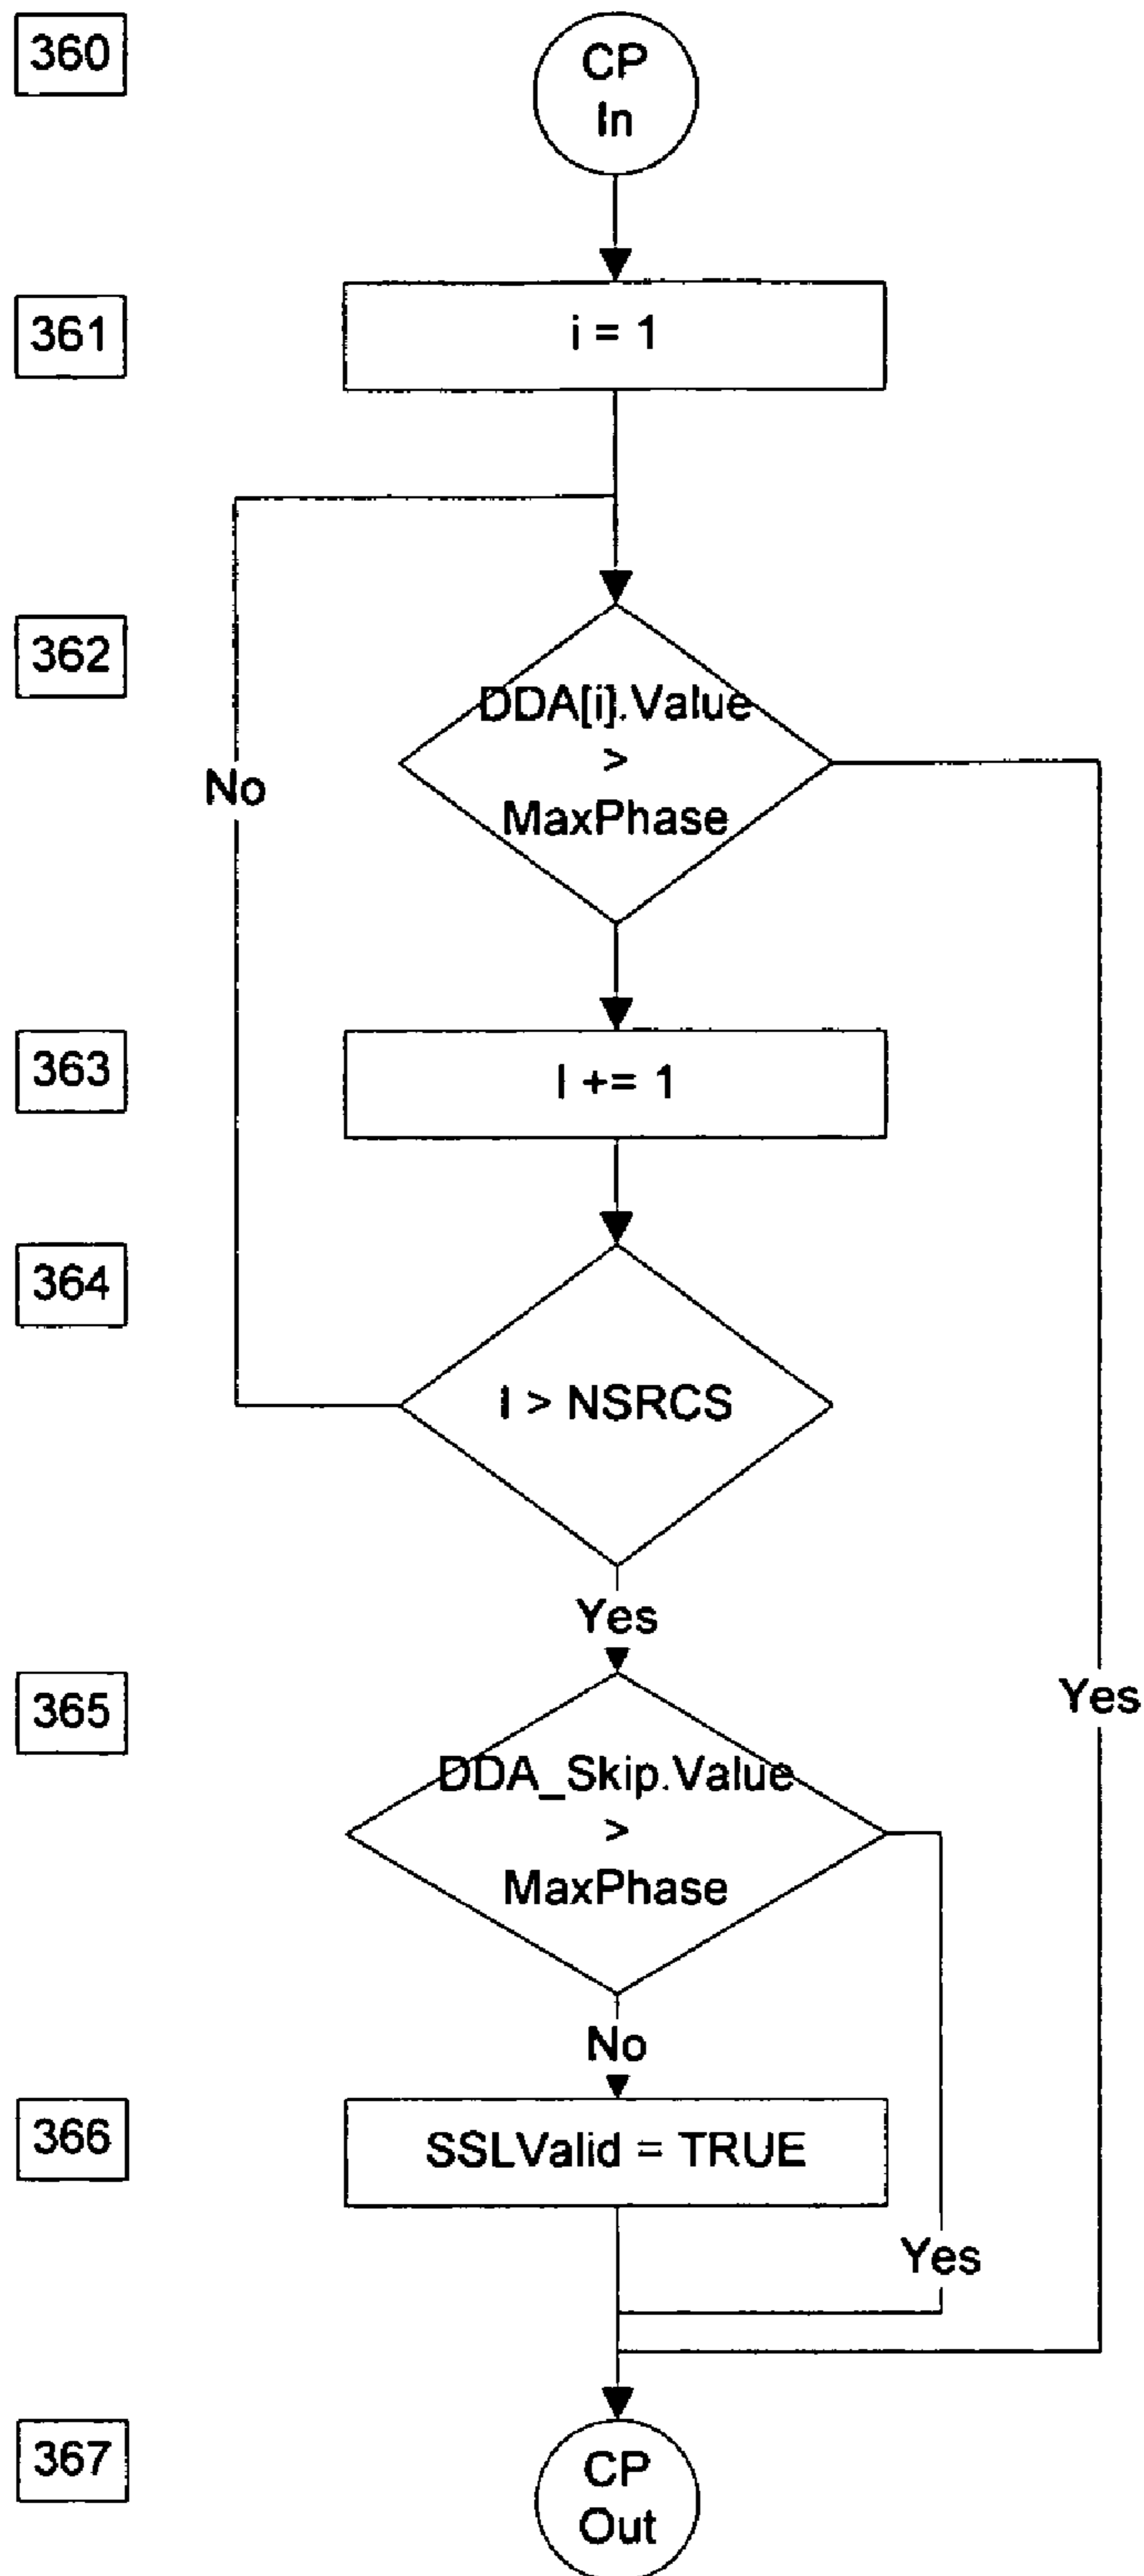 360
CP
In
361
i = 1
362
DDA[i].Value
>
MaxPhase
No
363
I += 1
364
I > NSRCS
Yes
365
DDA_Skip.Value
>
MaxPhase
Yes
No
366
SSLValid = TRUE
Yes
367
CP
Out